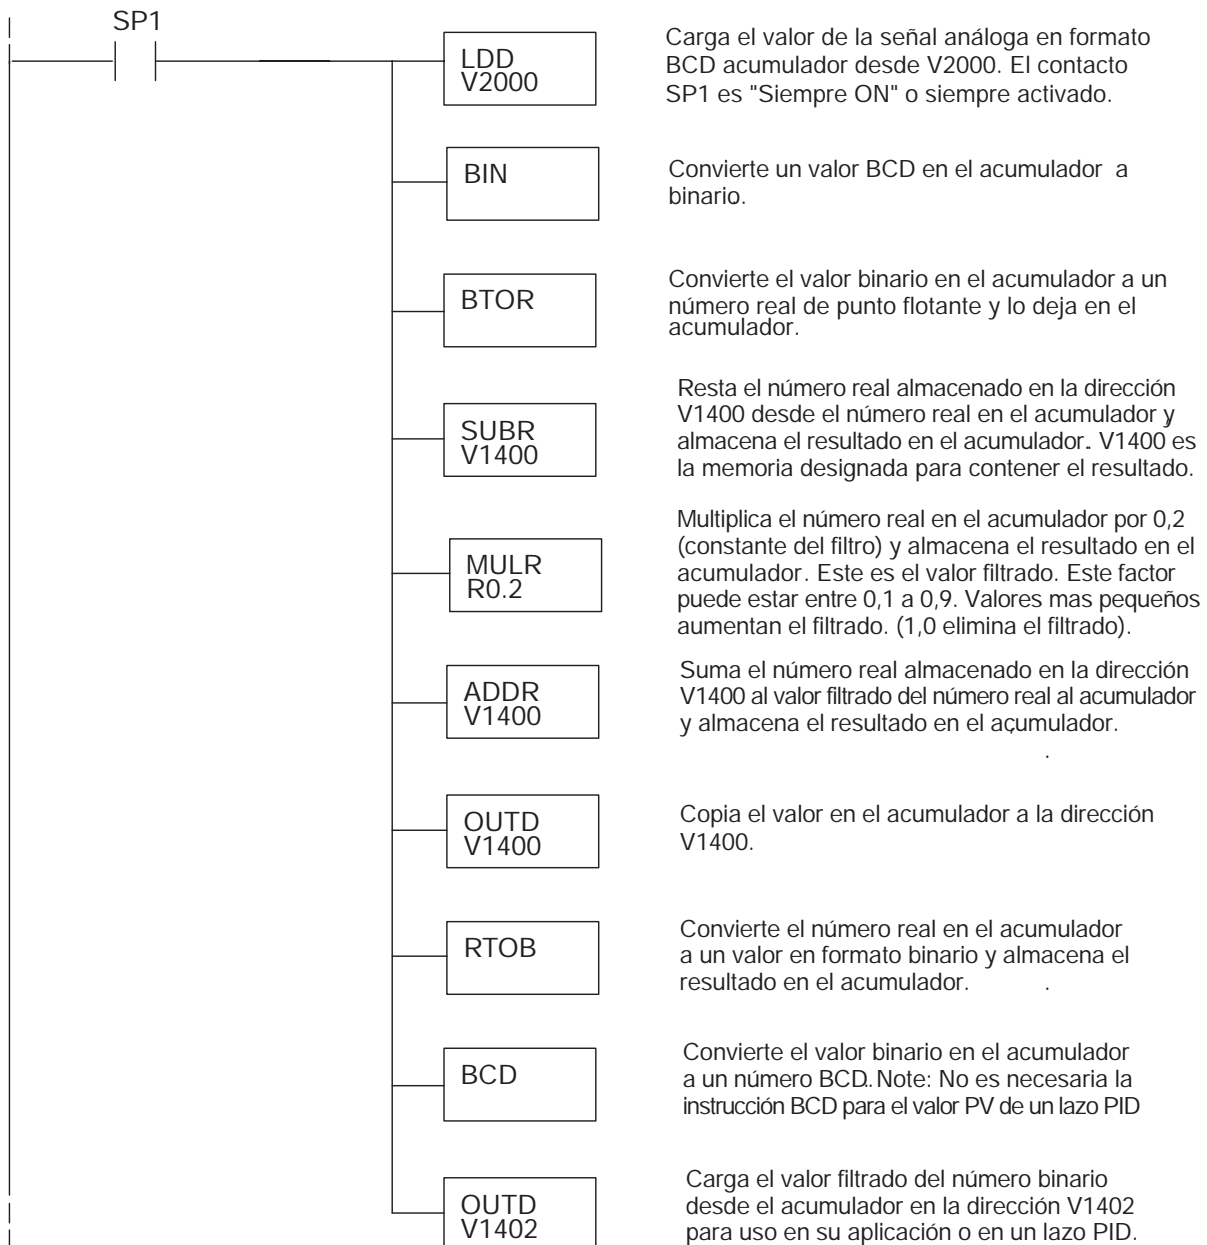 SP1
LDD
V2000
Carga el valor de la señal análoga en formato
BCD acumulador desde V2000. El contacto
SP1 es "Siempre ON" o siempre activado.
BIN
Convierte un valor BCD en el acumulador a
binario.
BTOR
Convierte el valor binario en el acumulador a un
número real de punto flotante y lo deja en el
acumulador.
SUBR
V1400
Resta el número real almacenado en la dirección
V1400 desde el número real en el acumulador y
almacena el resultado en el acumulador.. V1400 es
la memoria designada para contener el resultado.
MULR
R0.2
Multiplica el número real en el acumulador por 0,2
(constante del filtro) y almacena el resultado en el
acumulador. Este es el valor filtrado. Este factor
puede estar entre 0,1 a 0,9. Valores mas pequeños
aumentan el filtrado. (1,0 elimina el filtrado).
ADDR
V1400
Suma el número real almacenado en la dirección
V1400 al valor filtrado del número real al acumulador
y almacena el resultado en el acumulador.
.
OUTD
V1400
Copia el valor en el acumulador a la dirección
V1400.
RTOB
Convierte el número real en el acumulador
a un valor en formato binario y almacena el
resultado en el acumulador. .
BCD
Convierte el valor binario en el acumulador
a un número BCD.. Note: No es necesaria la
instrucción BCD para el valor PV de un lazo PID
OUTD
V1402
Carga el valor filtrado del número binario
desde el acumulador en la dirección V1402
para uso en su aplicación o en un lazo PID.